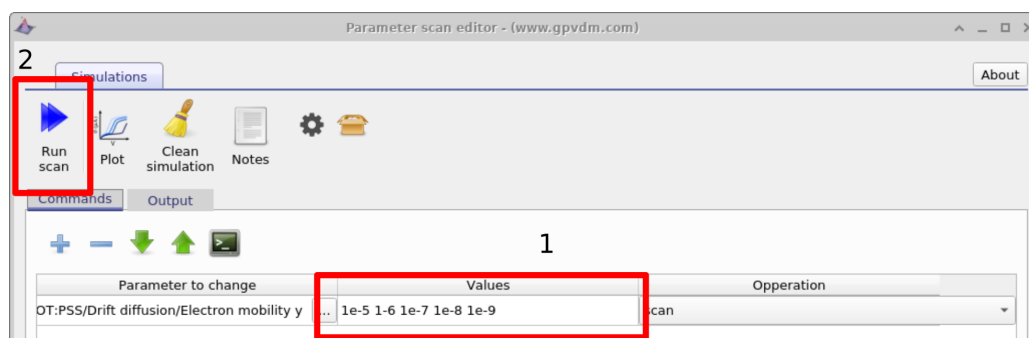 Parameter scan editor - (www.gpvdm.com)
2
Simulations
About
Run scan
Plot
Clean simulation
Notes
Commands
Output
1
Parameter to change
Values
Opperation
OT:PSS/Drift diffusion/Electron mobility y
...
1e-5 1-6 1e-7 1e-8 1e-9
scan